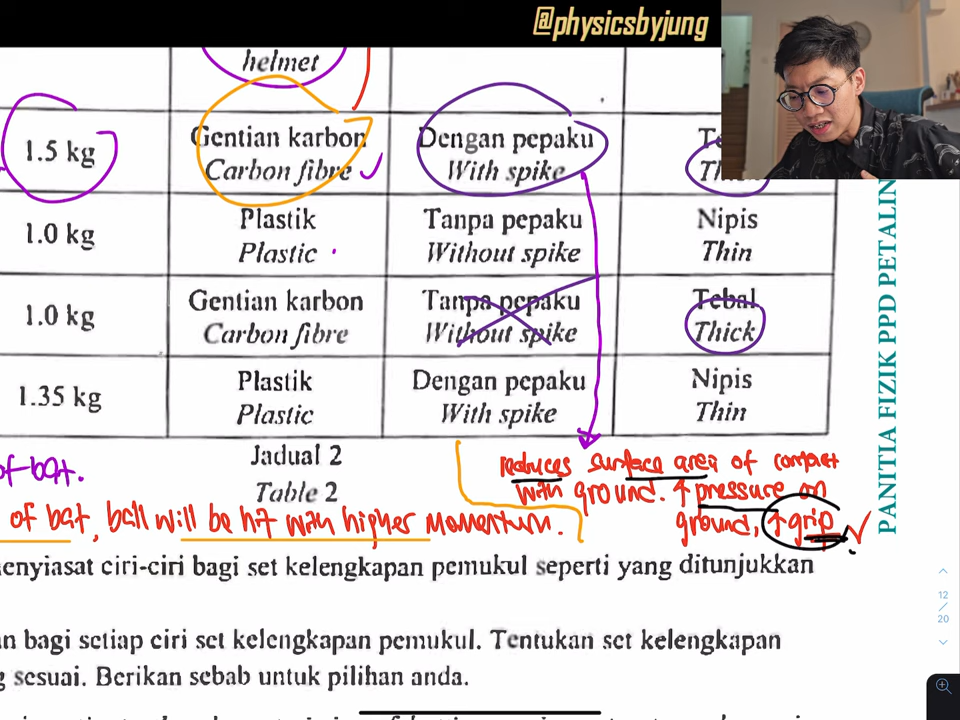 @physicsbyjung
helmet
1.5 kg
Gentian karbon
Carbon fibre
Dengan pepaku
With spike
1.0 kg
Plastik
Plastic
Tanpa pepaku
Without spike
Nipis
Thin
1.0 kg
Gentian karbon
Carbon fibre
Tanpa pepaku
Without spike
Tebal
Thick
1.35 kg
Plastik
Plastic
Dengan pepaku
With spike
Nipis
Thin
Jadual 2
Table 2
of bat.
reduces surface area of contact
with ground. ↑ pressure on
ground, ↑ grip
of bat, ball will be hit with higher momentum.
enyiasat ciri-ciri bagi set kelengkapan pemukul seperti yang ditunjukkan
an bagi setiap ciri set kelengkapan pemukul. Tentukan set kelengkapan
g sesuai. Berikan sebab untuk pilihan anda.
PANITIA FIZIK PPD PETALIN
12
/
20